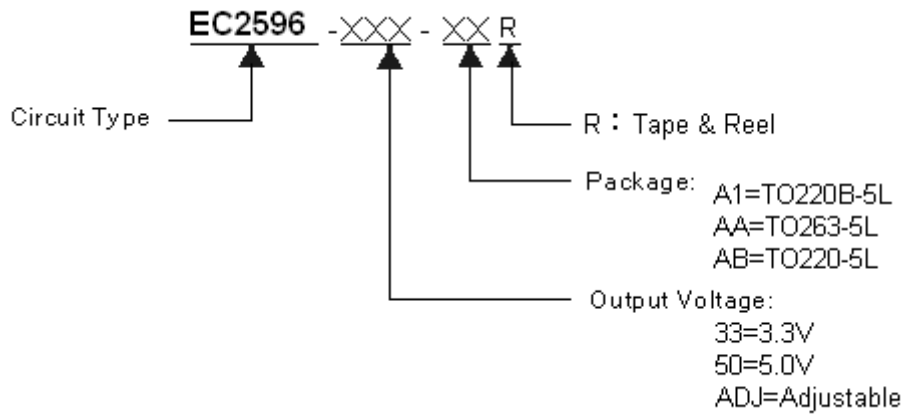 EC2596 -XXX - XX R
Circuit Type
R : Tape & Reel
Package:
A1=TO220B-5L
AA=TO263-5L
AB=TO220-5L
Output Voltage:
33=3.3V
50=5.0V
ADJ=Adjustable